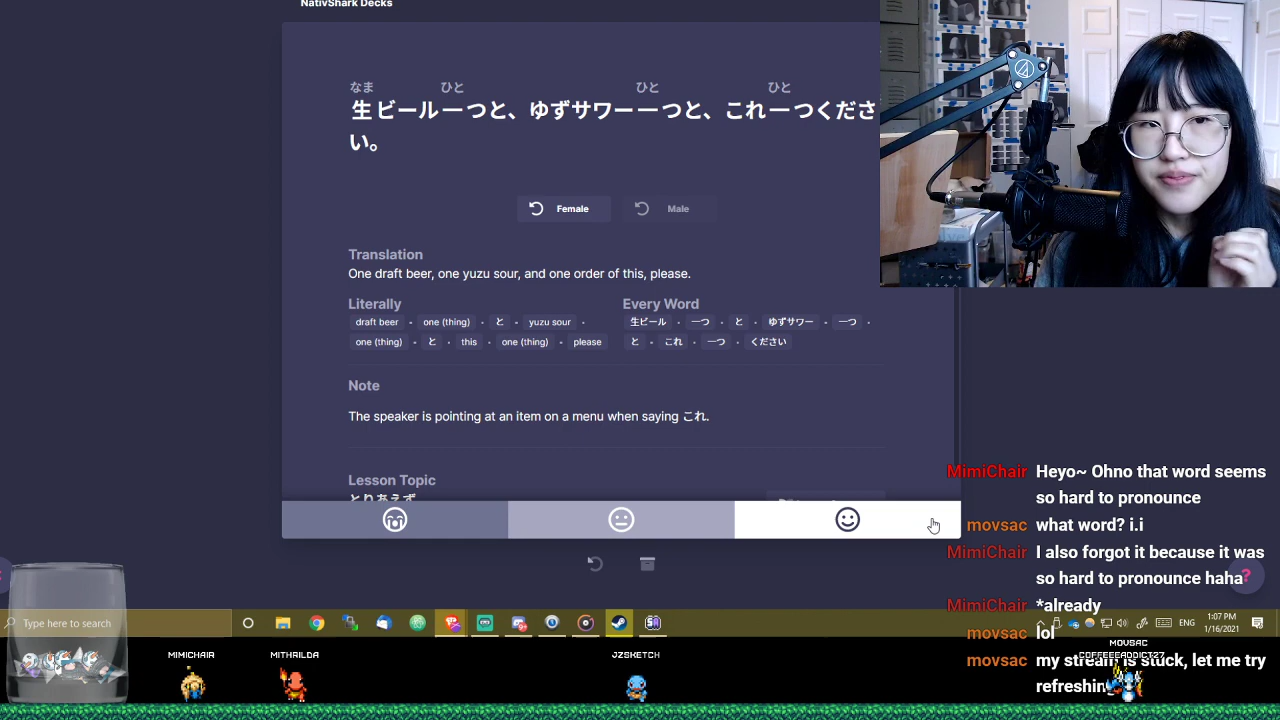 NativShark Decks
なま ひと ひと ひと
生ビール一つと、ゆずサワー一つと、これ一つくださ
い。
Female Male
Translation
One draft beer, one yuzu sour, and one order of this, please.
Literally
draft beer • one (thing) • と • yuzu sour •
one (thing) • と • this • one (thing) • please
Every Word
生ビール • 一つ • と • ゆずサワー • 一つ •
と • これ • 一つ • ください
Note
The speaker is pointing at an item on a menu when saying これ.
Lesson Topic
とりあえず
MimiChair Heyo~ Ohno that word seems
so hard to pronounce
movsac what word? i.i
MimiChair I also forgot it because it was
so hard to pronounce haha
?
MimiChair *already
movsac lol
movsac my stream is stuck, let me try
refreshing
Type here to search
ENG
1:07 PM
1/16/2021
MIMICHAIR
MITHRILDA
JZSKETCH
MOVSAC
COFFEEEADDICT27